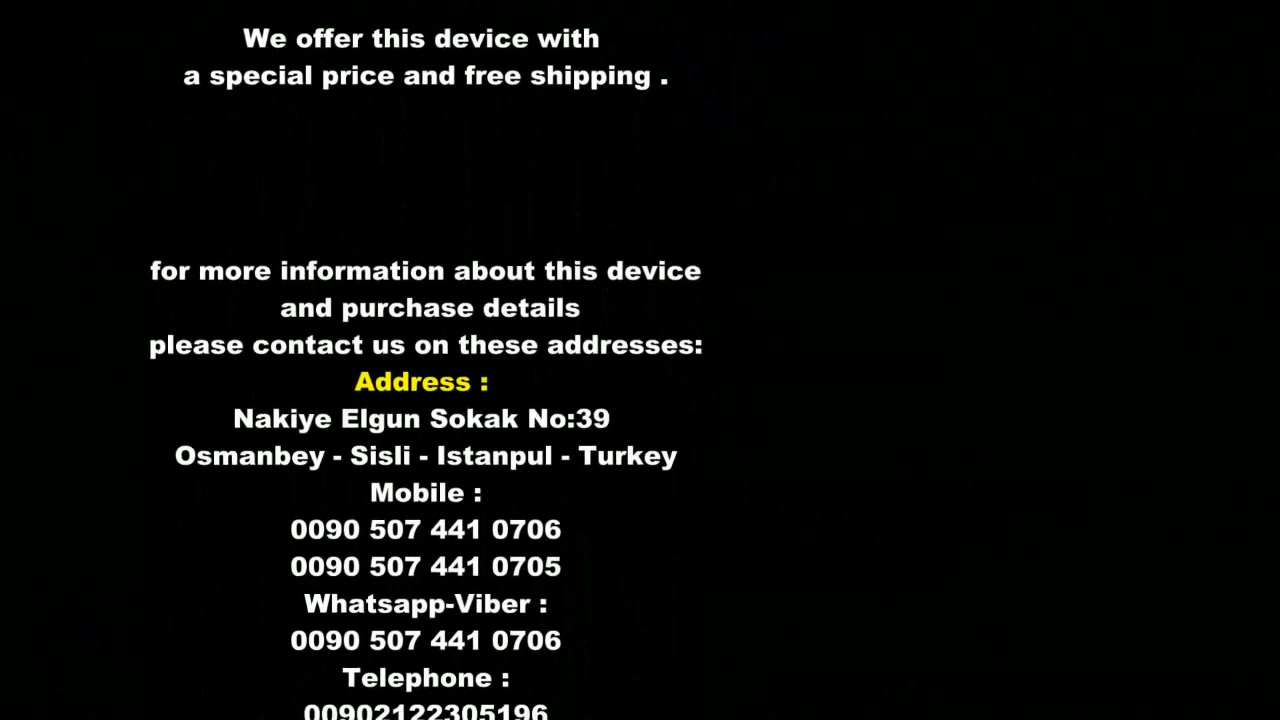 We offer this device with
a special price and free shipping .
for more information about this device
and purchase details
please contact us on these addresses:
Address :
Nakiye Elgun Sokak No:39
Osmanbey - Sisli - Istanpul - Turkey
Mobile :
0090 507 441 0706
0090 507 441 0705
Whatsapp-Viber :
0090 507 441 0706
Telephone :
00902122305196